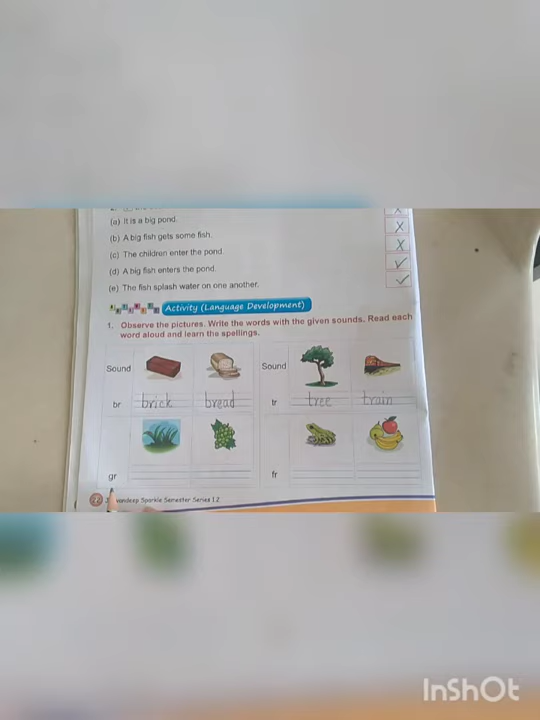 (a) It is a big pond.
(b) A big fish gets some fish.
(c) The children enter the pond.
(d) A big fish enters the pond.
(e) The fish splash water on one another.
Activity (Language Development)
1. Observe the pictures. Write the words with the given sounds. Read each
word aloud and learn the spellings.
Sound Sound
br brick bread tr tree train
gr fr
Sparkle Semester Series 1.2
InShOt